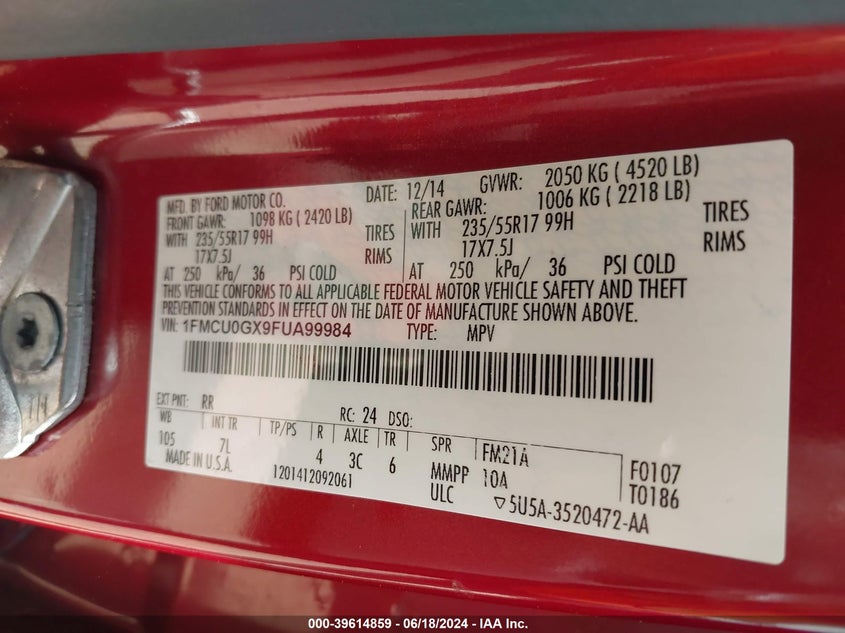 MFD. BY FORD MOTOR CO. DATE: 12/14 GVWR: 2050 KG ( 4520 LB)
FRONT GAWR: 1098 KG ( 2420 LB) REAR GAWR: 1006 KG ( 2218 LB)
WITH 235/55R17 99H TIRES WITH 235/55R17 99H TIRES
17X7.5J RIMS 17X7.5J RIMS
AT 250 kPa/ 36 PSI COLD AT 250 kPa/ 36 PSI COLD
THIS VEHICLE CONFORMS TO ALL APPLICABLE FEDERAL MOTOR VEHICLE SAFETY AND THEFT
PREVENTION STANDARDS IN EFFECT ON THE DATE OF MANUFACTURE SHOWN ABOVE.
VIN: 1FMCU0GX9FUA99984 TYPE: MPV
EXT PNT: RR RC: 24 DSO:
WB INT TR TP/PS R AXLE TR SPR FM21A F0107
105 7L 4 3C 6 MMPP 10A T0186
MADE IN U.S.A. 1201412092061 ULC ▽5U5A-3520472-AA
000-39614859 - 06/18/2024 - IAA Inc.